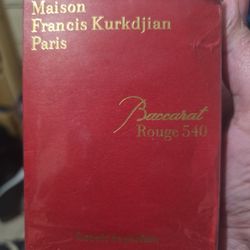 Maison
Francis Kurkdjian
Paris
Baccarat
Rouge 540